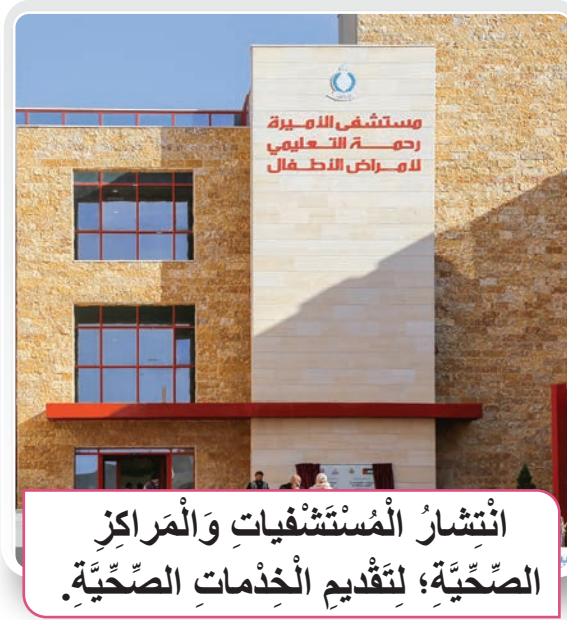 مستشفى الأميرة
رحمة التعليمي
لأمراض الأطفال
انْتِشارُ الْمُسْتَشْفياتِ وَالْمَراكِزِ
الصِّحِّيَّةِ؛ لِتَقْديمِ الْخِدْماتِ الصِّحِّيَّةِ.